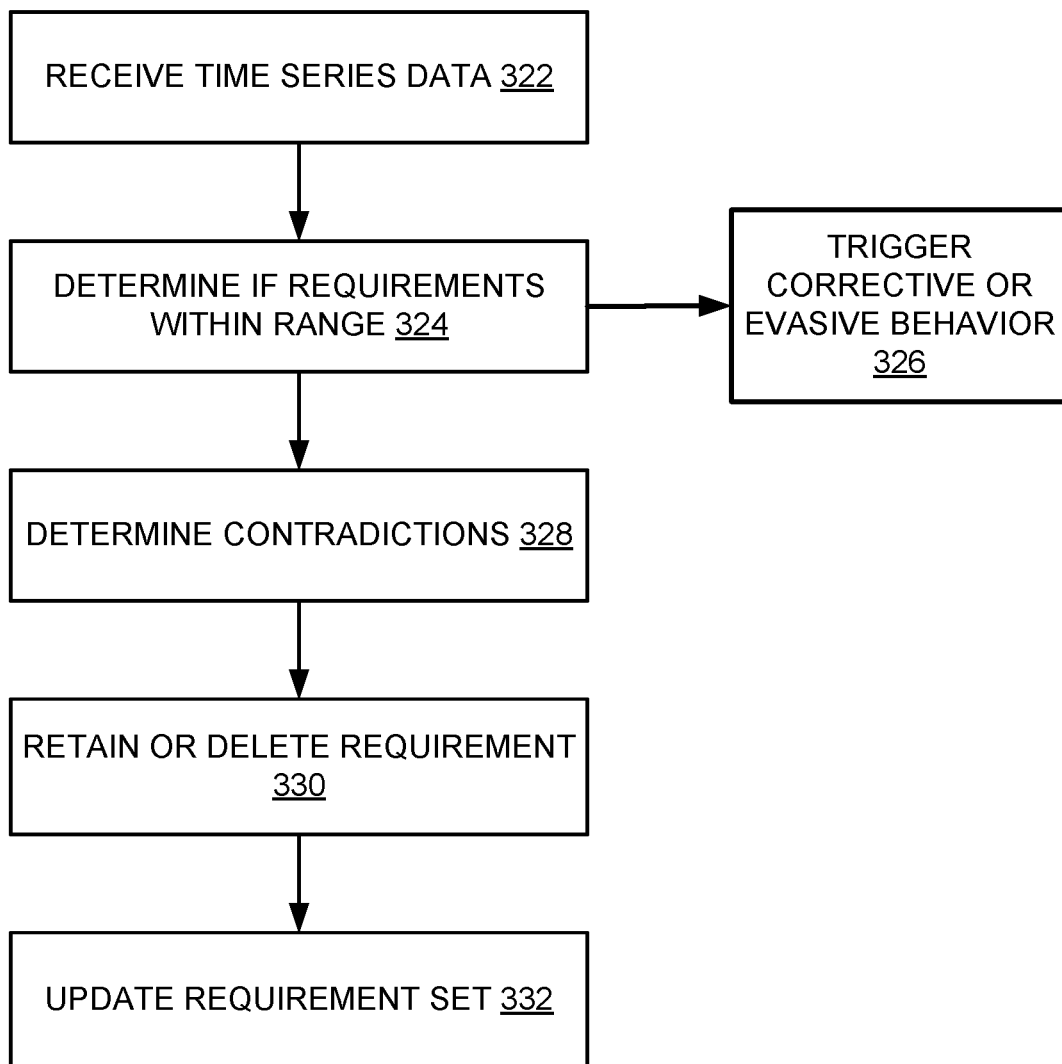 RECEIVE TIME SERIES DATA 322
DETERMINE IF REQUIREMENTS
WITHIN RANGE 324
TRIGGER
CORRECTIVE OR
EVASIVE BEHAVIOR
326
DETERMINE CONTRADICTIONS 328
RETAIN OR DELETE REQUIREMENT
330
UPDATE REQUIREMENT SET 332